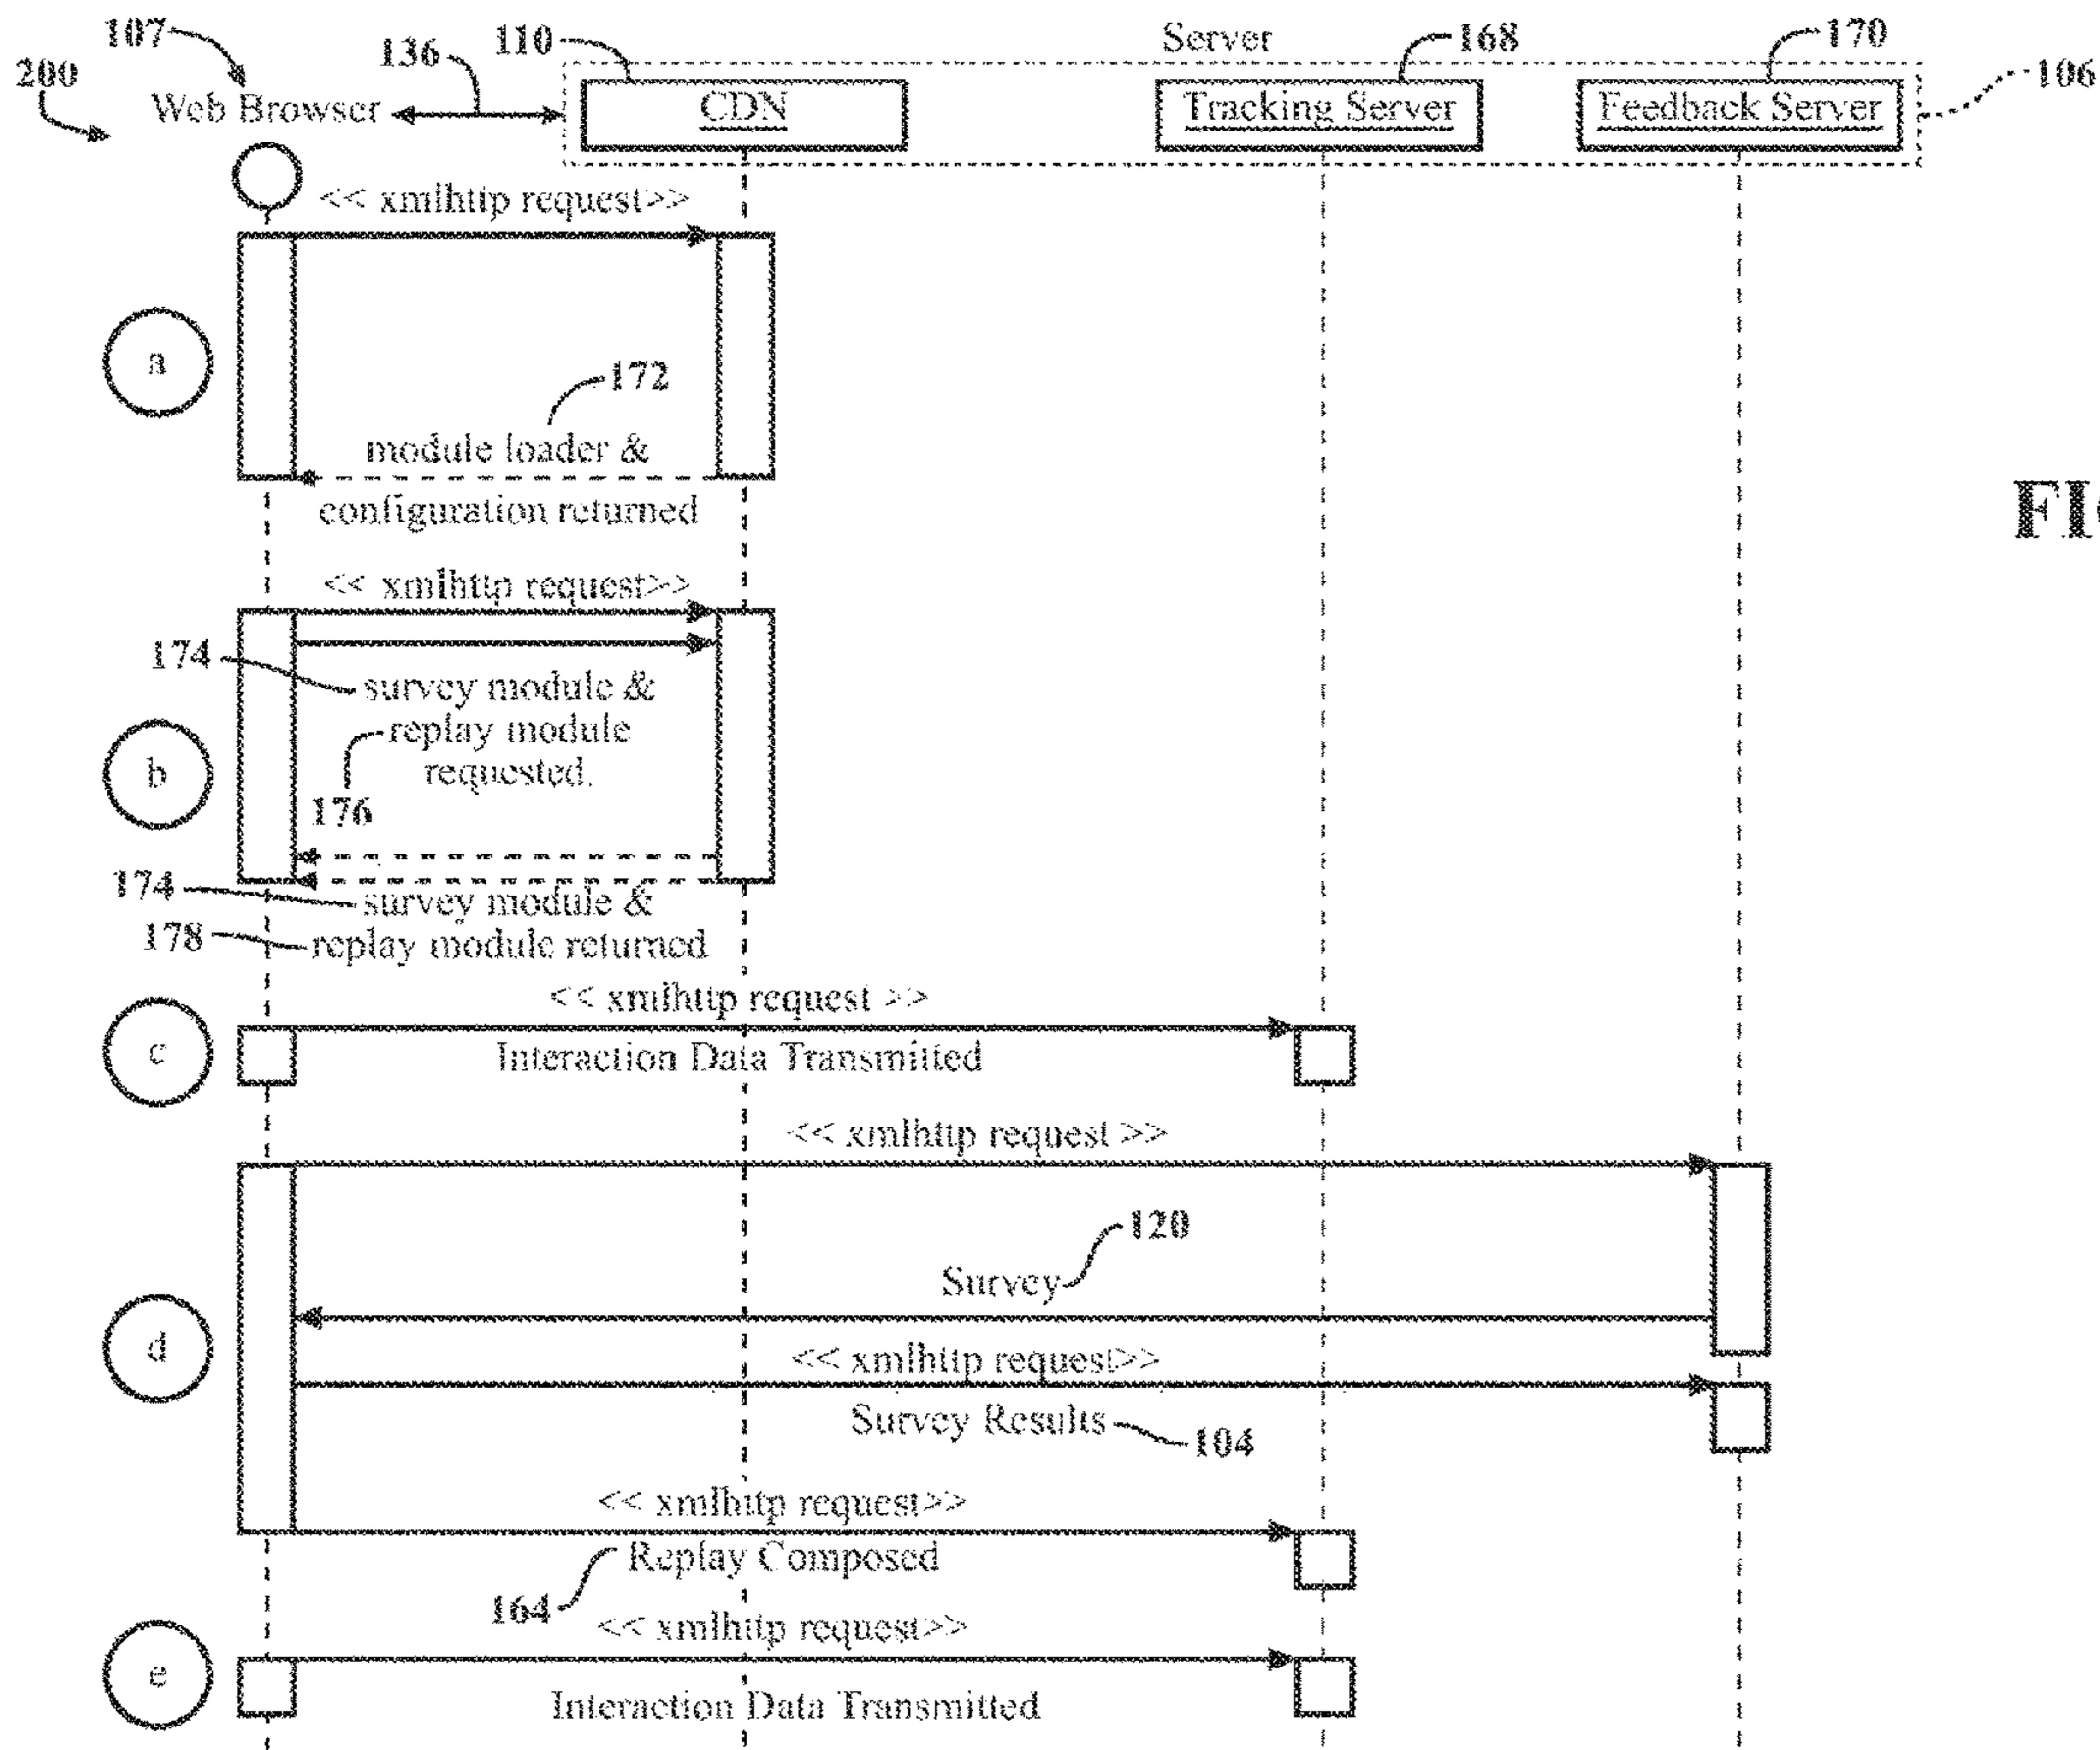 107
136
110
Server
168
170
200
106
Web Browser
CDN
Tracking Server
Feedback Server
<< xmlhttp request>>
a
172
module loader &
configuration returned
FI
<< xmlhttp request>>
174
survey module &
replay module
requested.
b
176
174
survey module &
178
replay module returned
<< xmlhttp request >>
c
Interaction Data Transmitted
<< xmlhttp request >>
120
Survey
d
<< xmlhttp request>>
Survey Results
104
<< xmlhttp request>>
Replay Composed
164
<< xmlhttp request>>
e
Interaction Data Transmitted